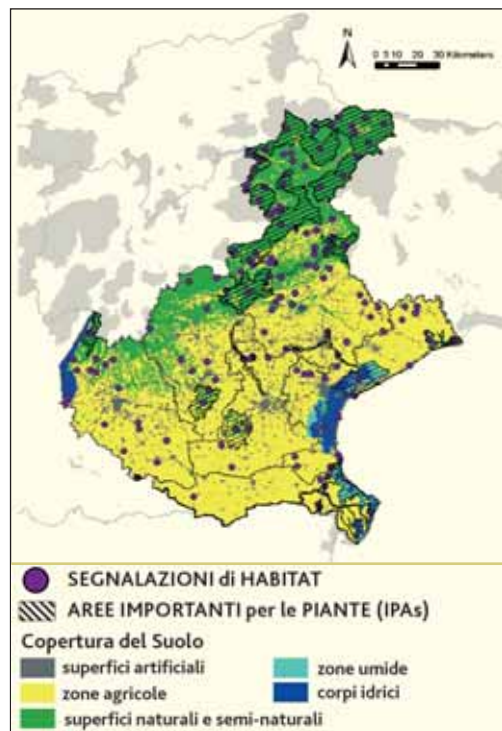 N
0 5 10 20 30 Kilometers
SEGNALAZIONI di HABITAT
AREE IMPORTANTI per le PIANTE (IPAs)
Copertura del Suolo
superfici artificiali
zone umide
zone agricole
corpi idrici
superfici naturali e semi-naturali